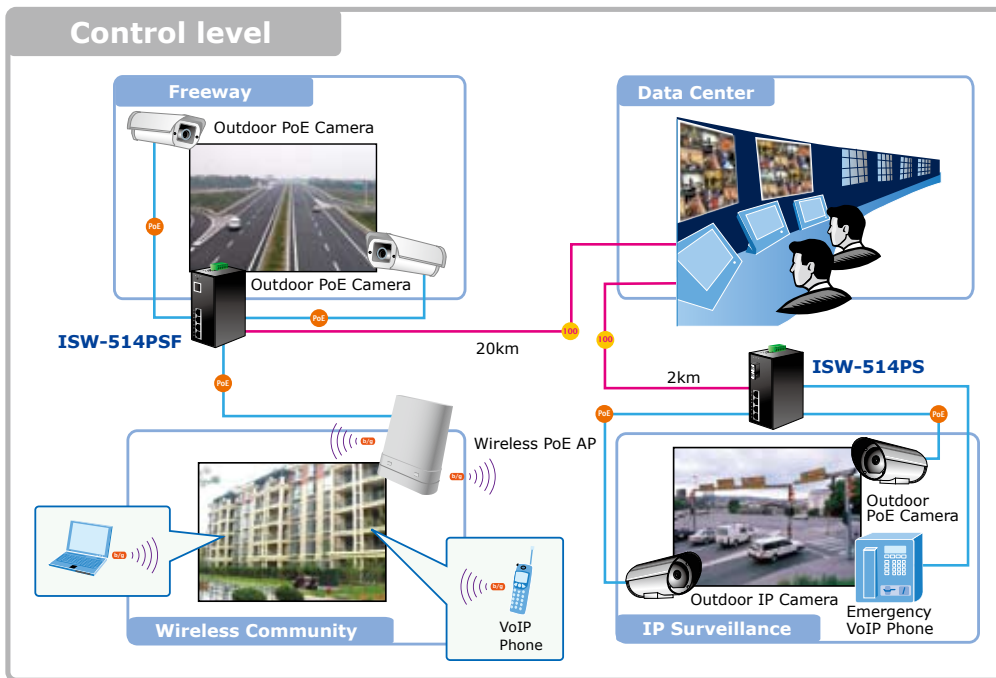 Control level
Freeway
Outdoor PoE Camera
PoE
Outdoor PoE Camera
PoE
ISW-514PSF
PoE
20km
100
Data Center
100
2km
ISW-514PS
PoE
PoE
Wireless PoE AP
b/g
b/g
b/g
b/g
VoIP
Phone
Wireless Community
Outdoor
PoE Camera
Outdoor IP Camera
Emergency
VoIP Phone
IP Surveillance